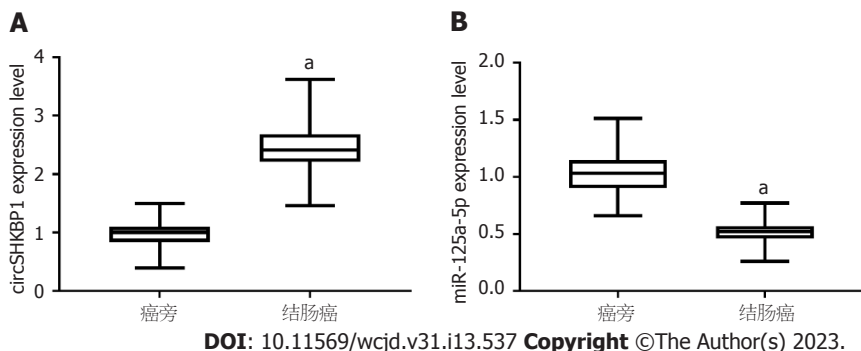 A
circSHKBP1 expression level
4
3
2
1
0
a
癌旁
结肠癌
B
miR-125a-5p expression level
2.0
1.5
1.0
0.5
0.0
a
癌旁
结肠癌
DOI: 10.11569/wcjd.v31.i13.537 Copyright ©The Author(s) 2023.